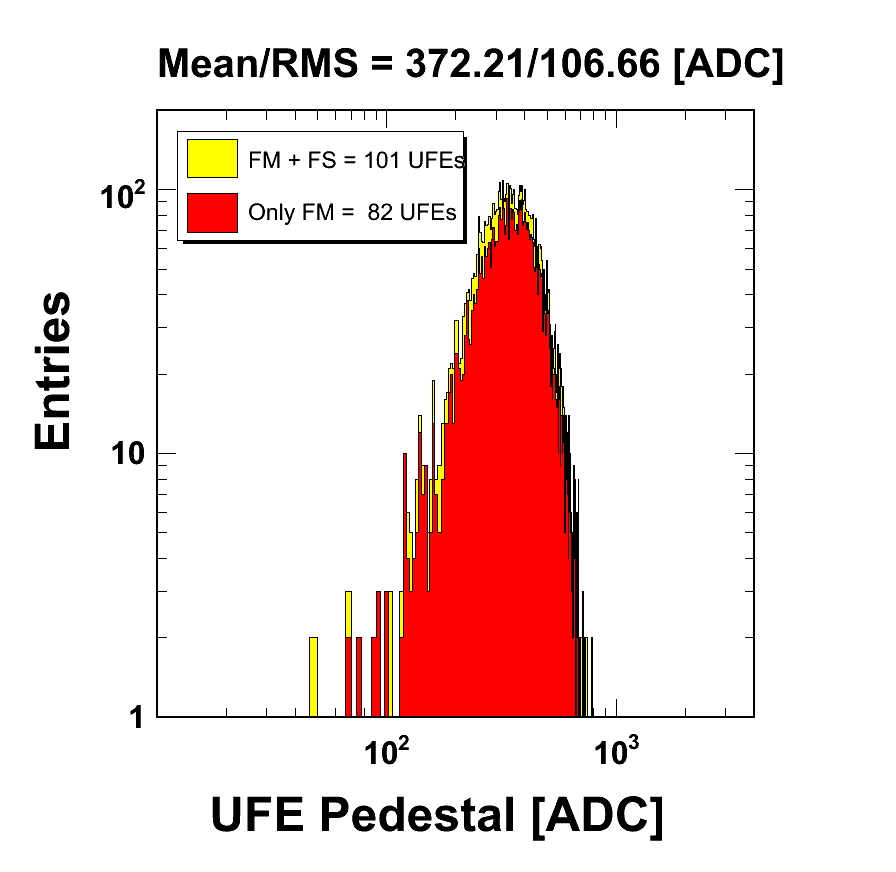 Mean/RMS = 372.21/106.66 [ADC]
FM + FS = 101 UFEs
Only FM = 82 UFEs
10²
10
1
Entries
10² 10³
UFE Pedestal [ADC]